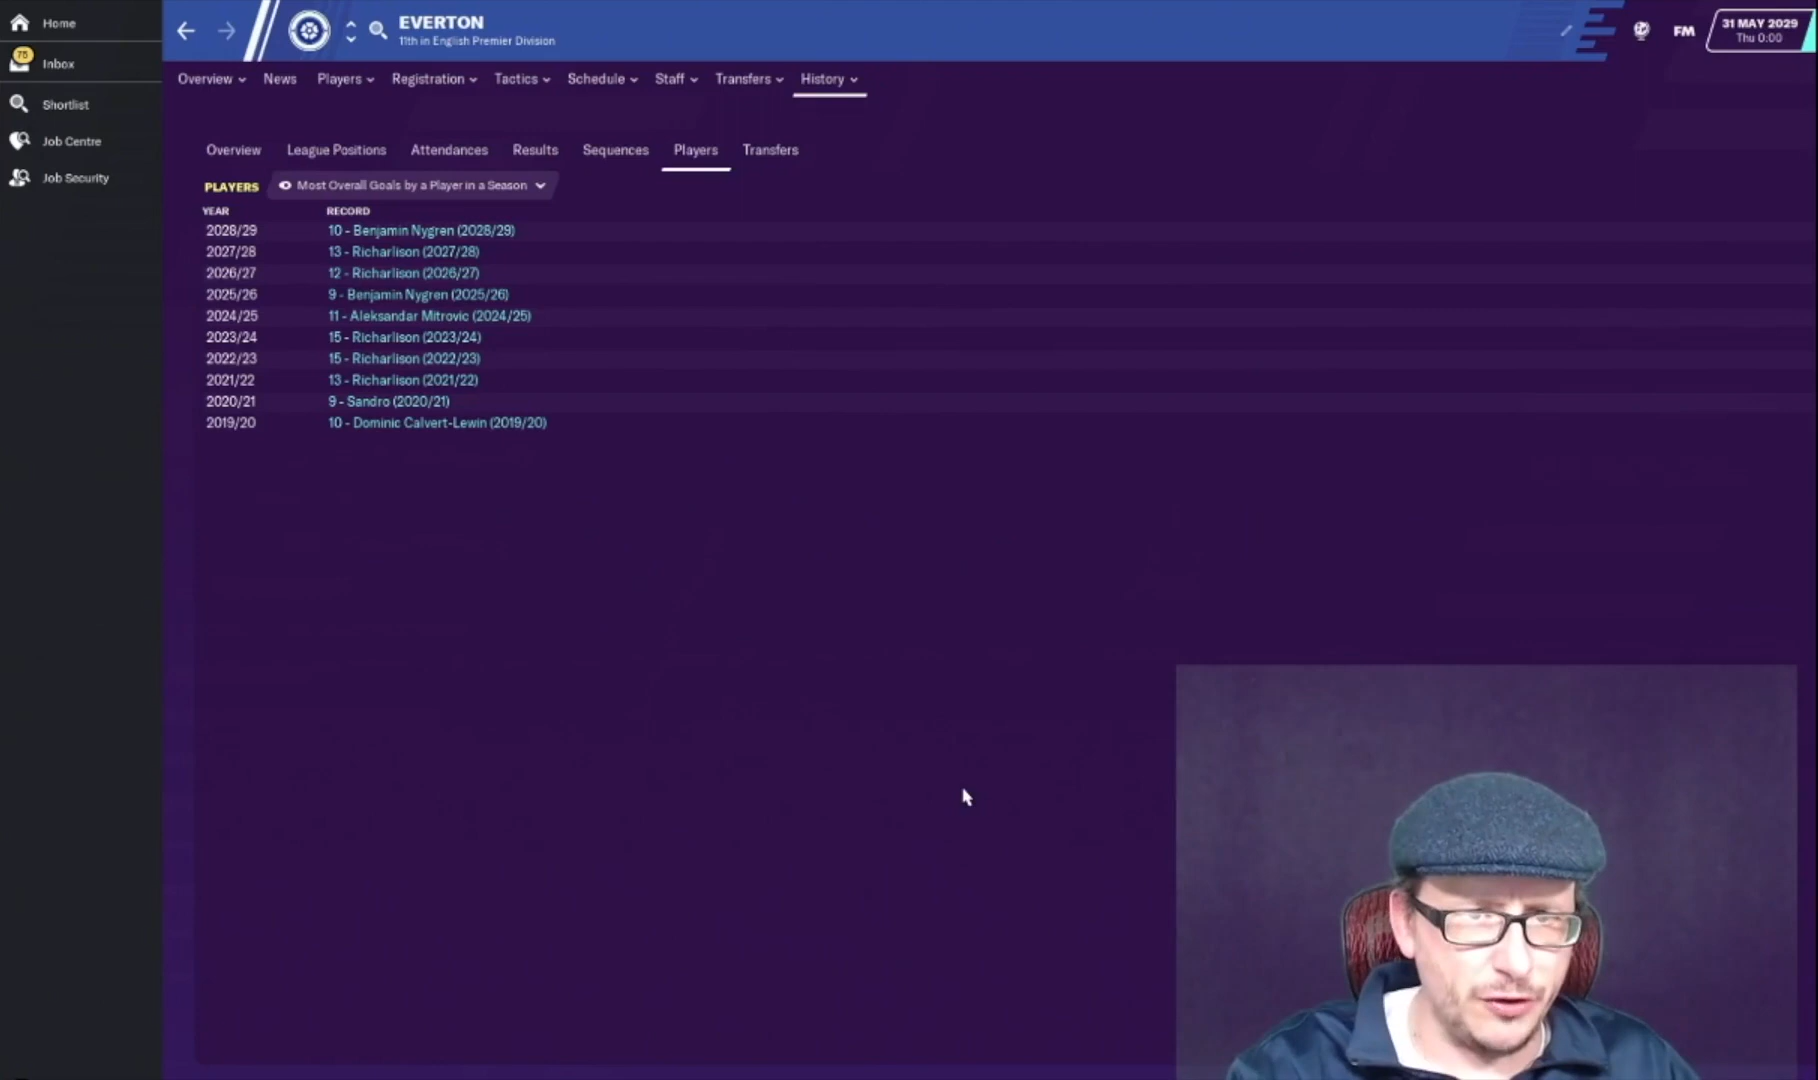 Home
75
Inbox
Shortlist
Job Centre
Job Security
EVERTON
11th in English Premier Division
FM
31 MAY 2029
Thu 0:00
Overview News Players Registration Tactics Schedule Staff Transfers History
Overview League Positions Attendances Results Sequences Players Transfers
PLAYERS Most Overall Goals by a Player in a Season
YEAR RECORD
2028/29 10 - Benjamin Nygren (2028/29)
2027/28 13 - Richarlison (2027/28)
2026/27 12 - Richarlison (2026/27)
2025/26 9 - Benjamin Nygren (2025/26)
2024/25 11 - Aleksandar Mitrovic (2024/25)
2023/24 15 - Richarlison (2023/24)
2022/23 15 - Richarlison (2022/23)
2021/22 13 - Richarlison (2021/22)
2020/21 9 - Sandro (2020/21)
2019/20 10 - Dominic Calvert-Lewin (2019/20)